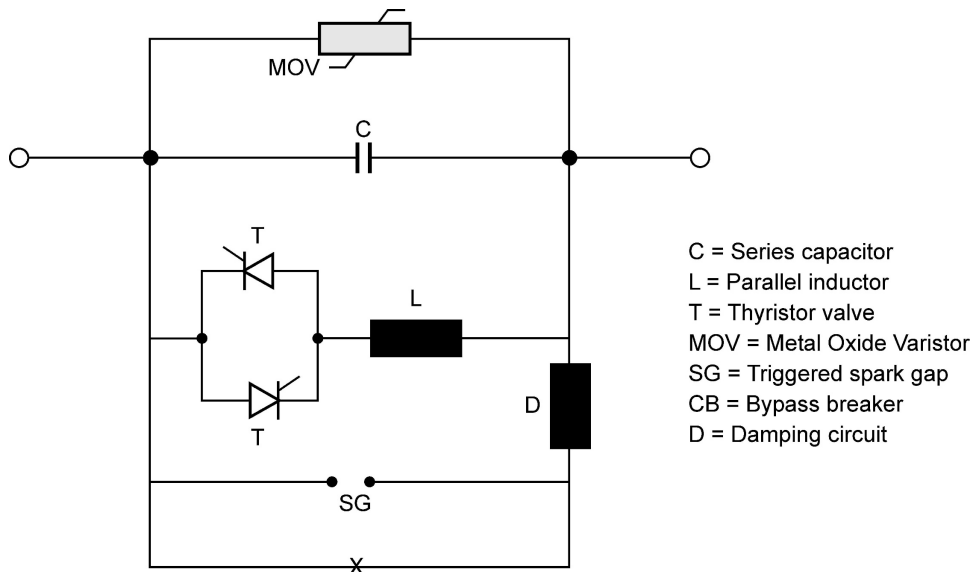 MOV
C
T
L
T
D
SG
x
C = Series capacitor
L = Parallel inductor
T = Thyristor valve
MOV = Metal Oxide Varistor
SG = Triggered spark gap
CB = Bypass breaker
D = Damping circuit